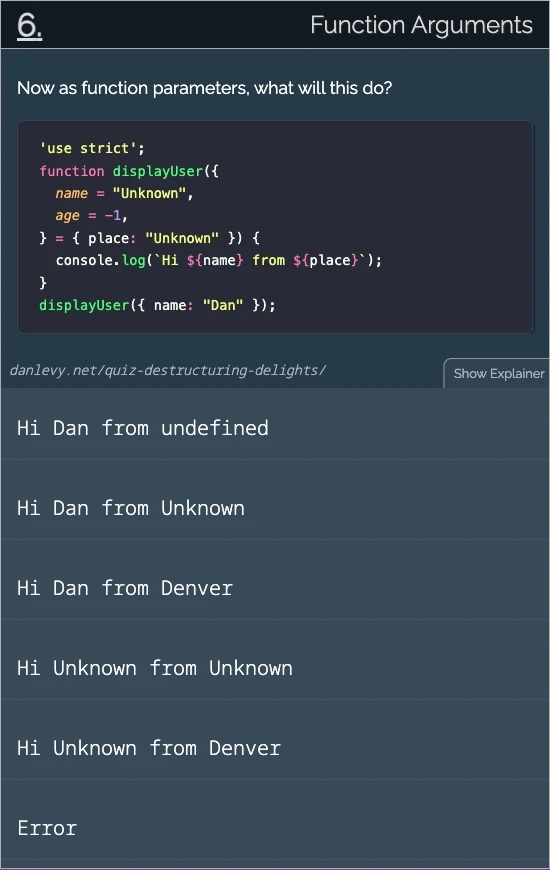 6.
Function Arguments
Now as function parameters, what will this do?
'use strict';
function displayUser({
  name = "Unknown",
  age = -1,
} = { place: "Unknown" }) {
  console.log(`Hi ${name} from ${place}`);
}
displayUser({ name: "Dan" });
danlevy.net/quiz-destructuring-delights/
Show Explainer
Hi Dan from undefined
Hi Dan from Unknown
Hi Dan from Denver
Hi Unknown from Unknown
Hi Unknown from Denver
Error